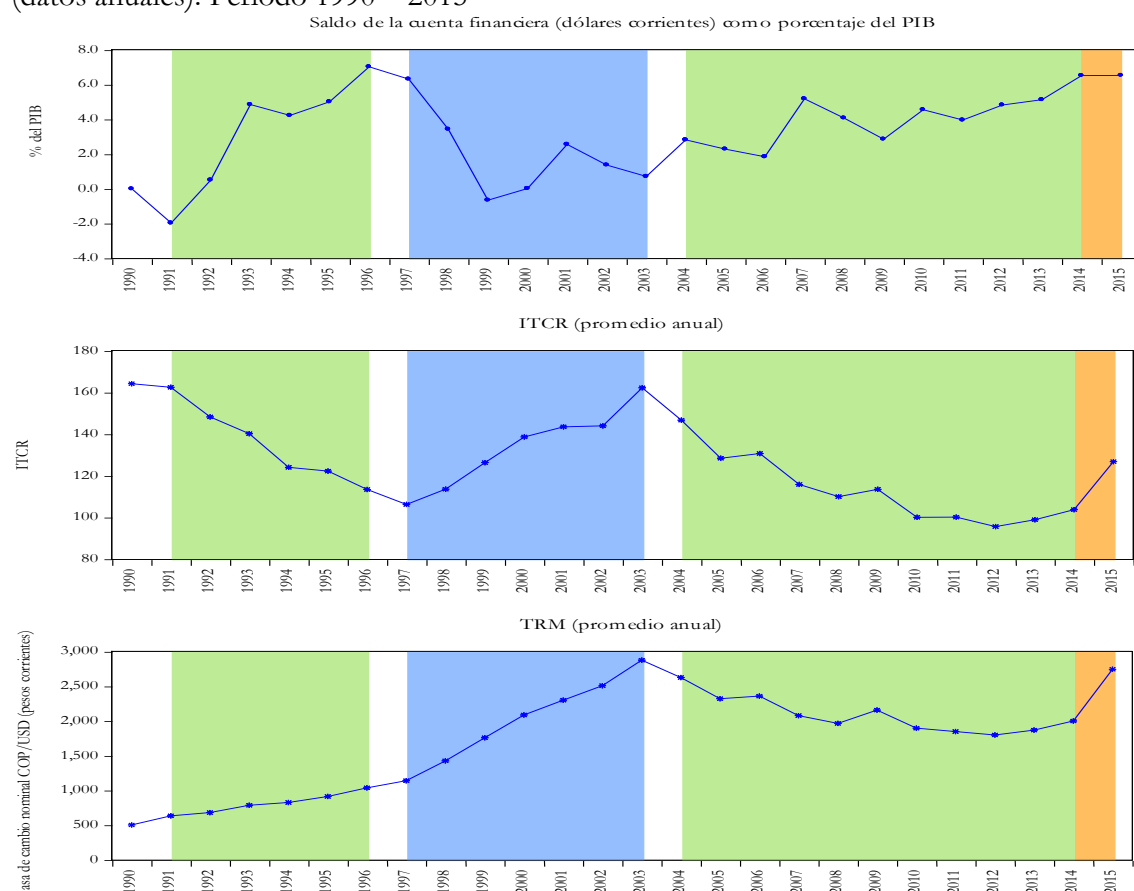 (datos anuales). Periodo 1990 – 2015
Saldo de la cuenta financiera (dólares corrientes) como porcentaje del PIB
% del PIB
8.0
6.0
4.0
2.0
0.0
-2.0
-4.0
1990 1991 1992 1993 1994 1995 1996 1997 1998 1999 2000 2001 2002 2003 2004 2005 2006 2007 2008 2009 2010 2011 2012 2013 2014 2015
ITCR (promedio anual)
ITCR
180
160
140
120
100
80
1990 1991 1992 1993 1994 1995 1996 1997 1998 1999 2000 2001 2002 2003 2004 2005 2006 2007 2008 2009 2010 2011 2012 2013 2014 2015
TRM (promedio anual)
asa de cambio nominal COP/USD (pesos corrientes)
3,000
2,500
2,000
1,500
1,000
500
0
1990 1991 1992 1993 1994 1995 1996 1997 1998 1999 2000 2001 2002 2003 2004 2005 2006 2007 2008 2009 2010 2011 2012 2013 2014 2015